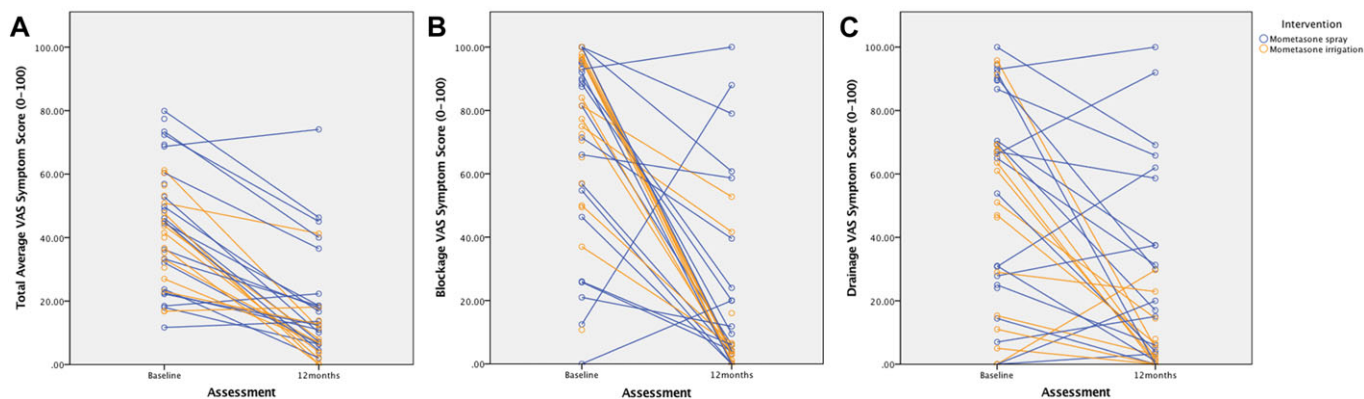 A
Total Average VAS Symptom Score (0-100)
100.00
80.00
60.00
40.00
20.00
.00
Baseline
12months
Assessment
B
Blockage VAS Symptom Score (0-100)
100.00
80.00
60.00
40.00
20.00
.00
Baseline
12months
Assessment
C
Drainage VAS Symptom Score (0-100)
100.00
80.00
60.00
40.00
20.00
.00
Baseline
12months
Assessment
Intervention
Mometasone spray
Mometasone irrigation